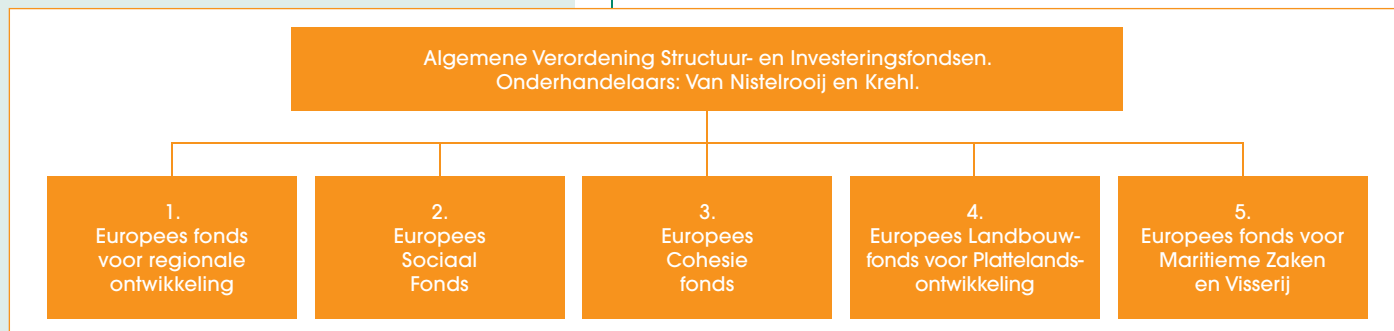 Algemene Verordening Structuur- en Investeringsfondsen.
Onderhandelaars: Van Nistelrooij en Krehl.
1.
Europees fonds
voor regionale
ontwikkeling
2.
Europees
Sociaal
Fonds
3.
Europees
Cohesie
fonds
4.
Europees Landbouw-
fonds voor Plattelands-
ontwikkeling
5.
Europees fonds voor
Maritieme Zaken
en Visserij